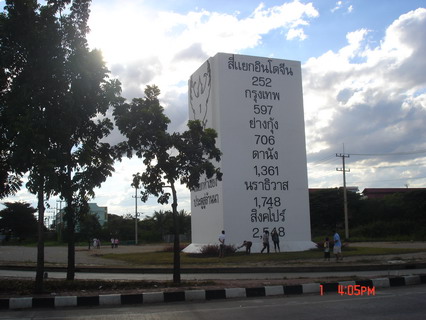 สี่แยกอินโดจีน
252
กรุงเทพ
597
ย่างกุ้ง
706
ดานัง
1,361
นราธิวาส
1,748
สิงคโปร์
1 4:05PM